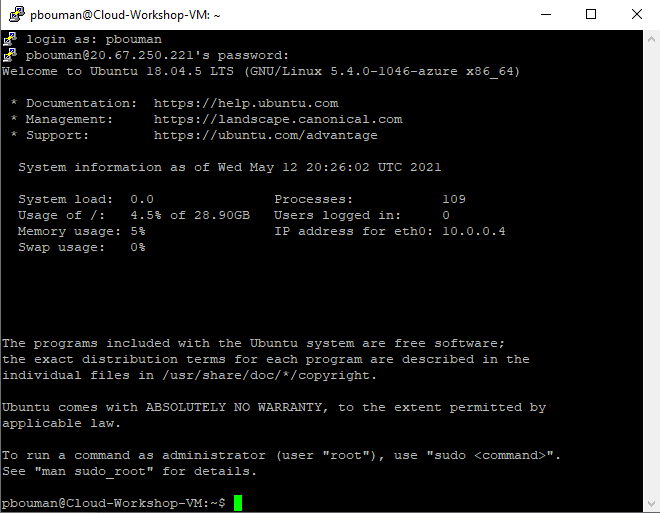 pbouman@Cloud-Workshop-VM: ~
login as: pbouman
pbouman@20.67.250.221's password:
Welcome to Ubuntu 18.04.5 LTS (GNU/Linux 5.4.0-1046-azure x86_64)
* Documentation:  https://help.ubuntu.com
* Management:     https://landscape.canonical.com
* Support:        https://ubuntu.com/advantage
System information as of Wed May 12 20:26:02 UTC 2021
System load:  0.0               Processes:           109
Usage of /:   4.5% of 28.90GB   Users logged in:     0
Memory usage: 5%                IP address for eth0: 10.0.0.4
Swap usage:   0%
The programs included with the Ubuntu system are free software;
the exact distribution terms for each program are described in the
individual files in /usr/share/doc/*/copyright.
Ubuntu comes with ABSOLUTELY NO WARRANTY, to the extent permitted by
applicable law.
To run a command as administrator (user "root"), use "sudo <command>".
See "man sudo_root" for details.
pbouman@Cloud-Workshop-VM:~$